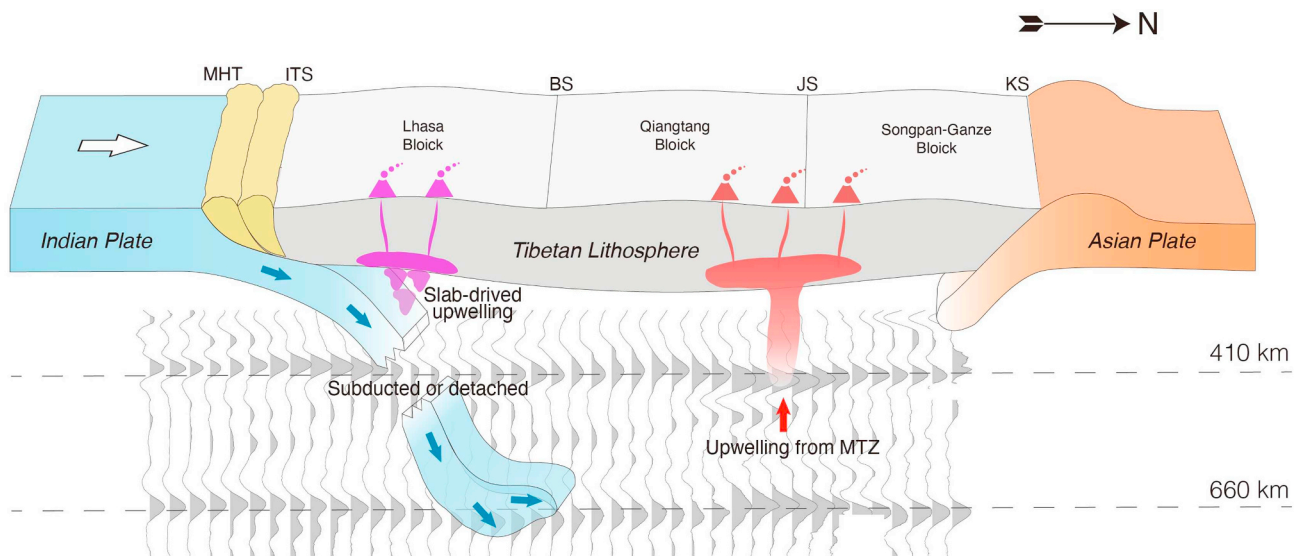 N
MHT
ITS
BS
JS
KS
Lhasa
Bloick
Qiangtang
Bloick
Songpan-Ganze
Bloick
Indian Plate
Tibetan Lithosphere
Asian Plate
Slab-drived
upwelling
410 km
Subducted or detached
Upwelling from MTZ
660 km